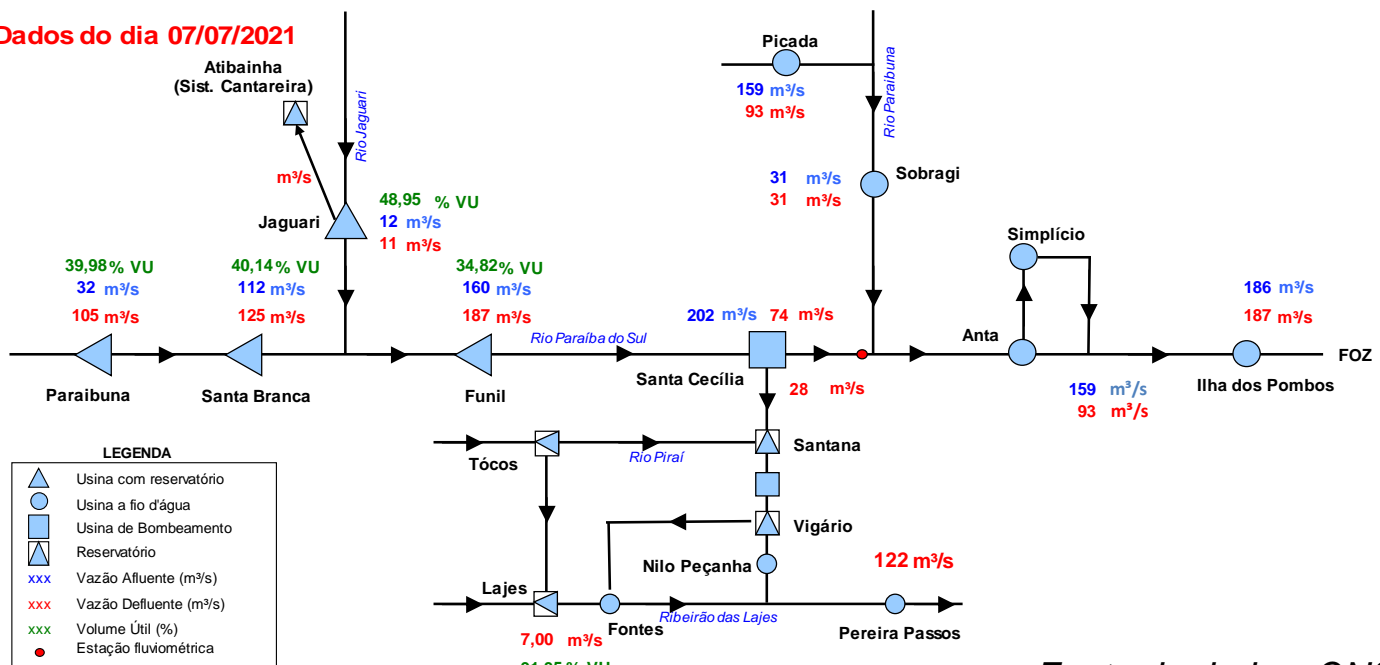 Dados do dia 07/07/2021
Atibainha
(Sist. Cantareira)
Rio Jaguari
m³/s
Jaguari
48,95 % VU
12 m³/s
11 m³/s
Picada
159 m³/s
93 m³/s
Rio Paraibuna
31 m³/s
31 m³/s
Sobragi
Simplício
39,98% VU
32 m³/s
105 m³/s
Paraibuna
40,14% VU
112 m³/s
125 m³/s
Santa Branca
34,82% VU
160 m³/s
187 m³/s
Funil
Rio Paraíba do Sul
202 m³/s 74 m³/s
Santa Cecília
28 m³/s
Anta
159 m³/s
93 m³/s
186 m³/s
187 m³/s
Ilha dos Pombos
FOZ
Tócos
Rio Piraí
Santana
Vigário
Nilo Peçanha
122 m³/s
Lajes
Fontes
Ribeirão das Lajes
Pereira Passos
7,00 m³/s
LEGENDA
Usina com reservatório
Usina a fio d'água
Usina de Bombeamento
Reservatório
xxx Vazão Afluente (m³/s)
xxx Vazão Defluente (m³/s)
xxx Volume Útil (%)
Estação fluviométrica